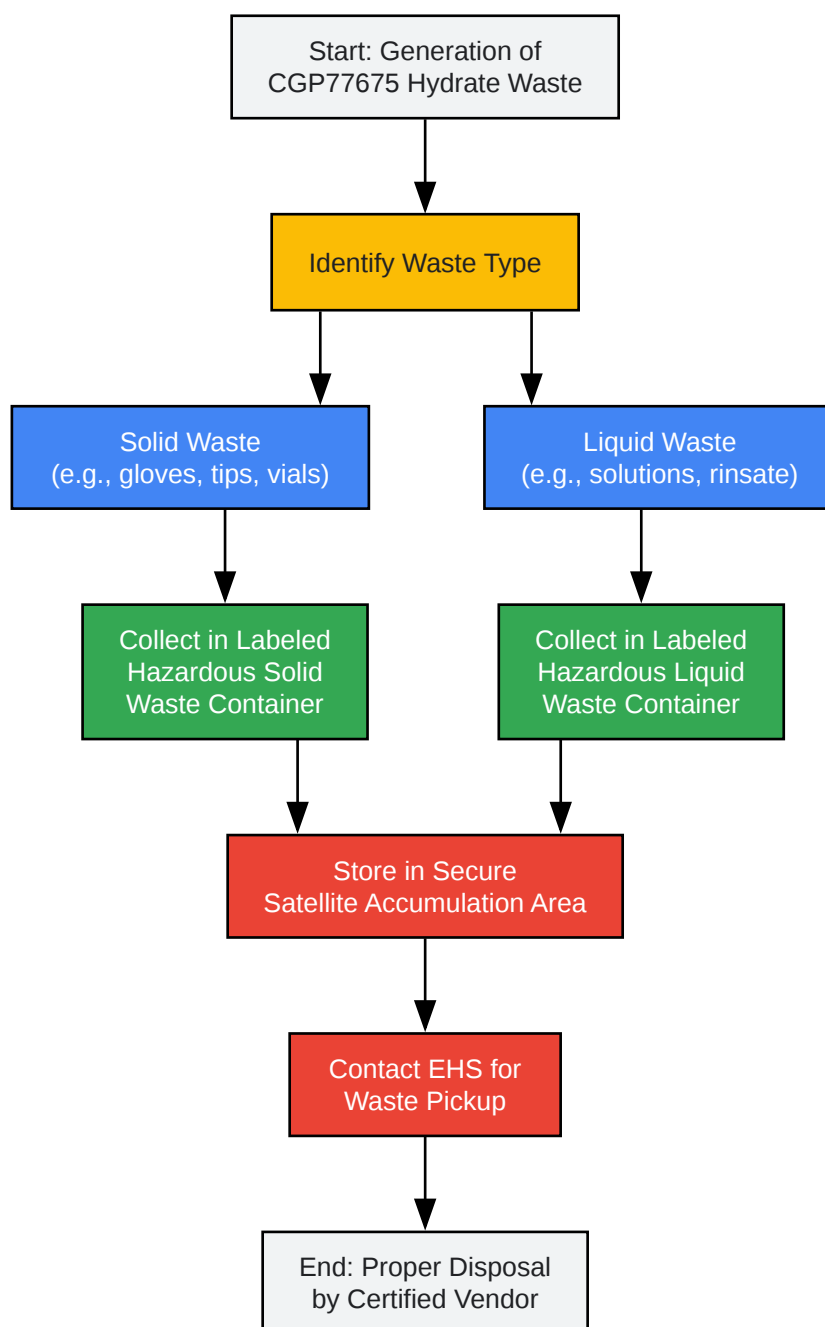 Start: Generation of
CGP77675 Hydrate Waste
Identify Waste Type
Solid Waste
(e.g., gloves, tips, vials)
Liquid Waste
(e.g., solutions, rinsate)
Collect in Labeled
Hazardous Solid
Waste Container
Collect in Labeled
Hazardous Liquid
Waste Container
Store in Secure
Satellite Accumulation Area
Contact EHS for
Waste Pickup
End: Proper Disposal
by Certified Vendor